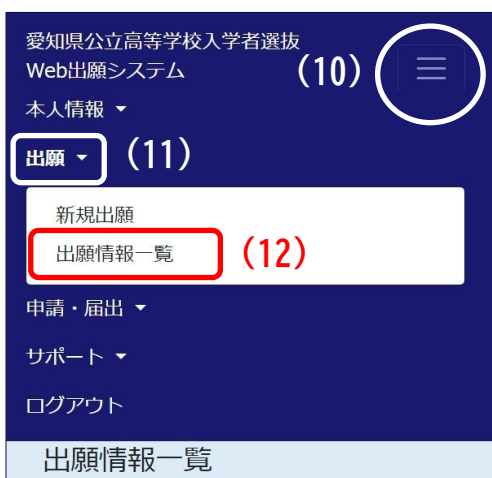 愛知県公立高等学校入学者選抜
Web出願システム
(10)
本人情報
出願
(11)
新規出願
出願情報一覧
(12)
申請・届出
サポート
ログアウト
出願情報一覧